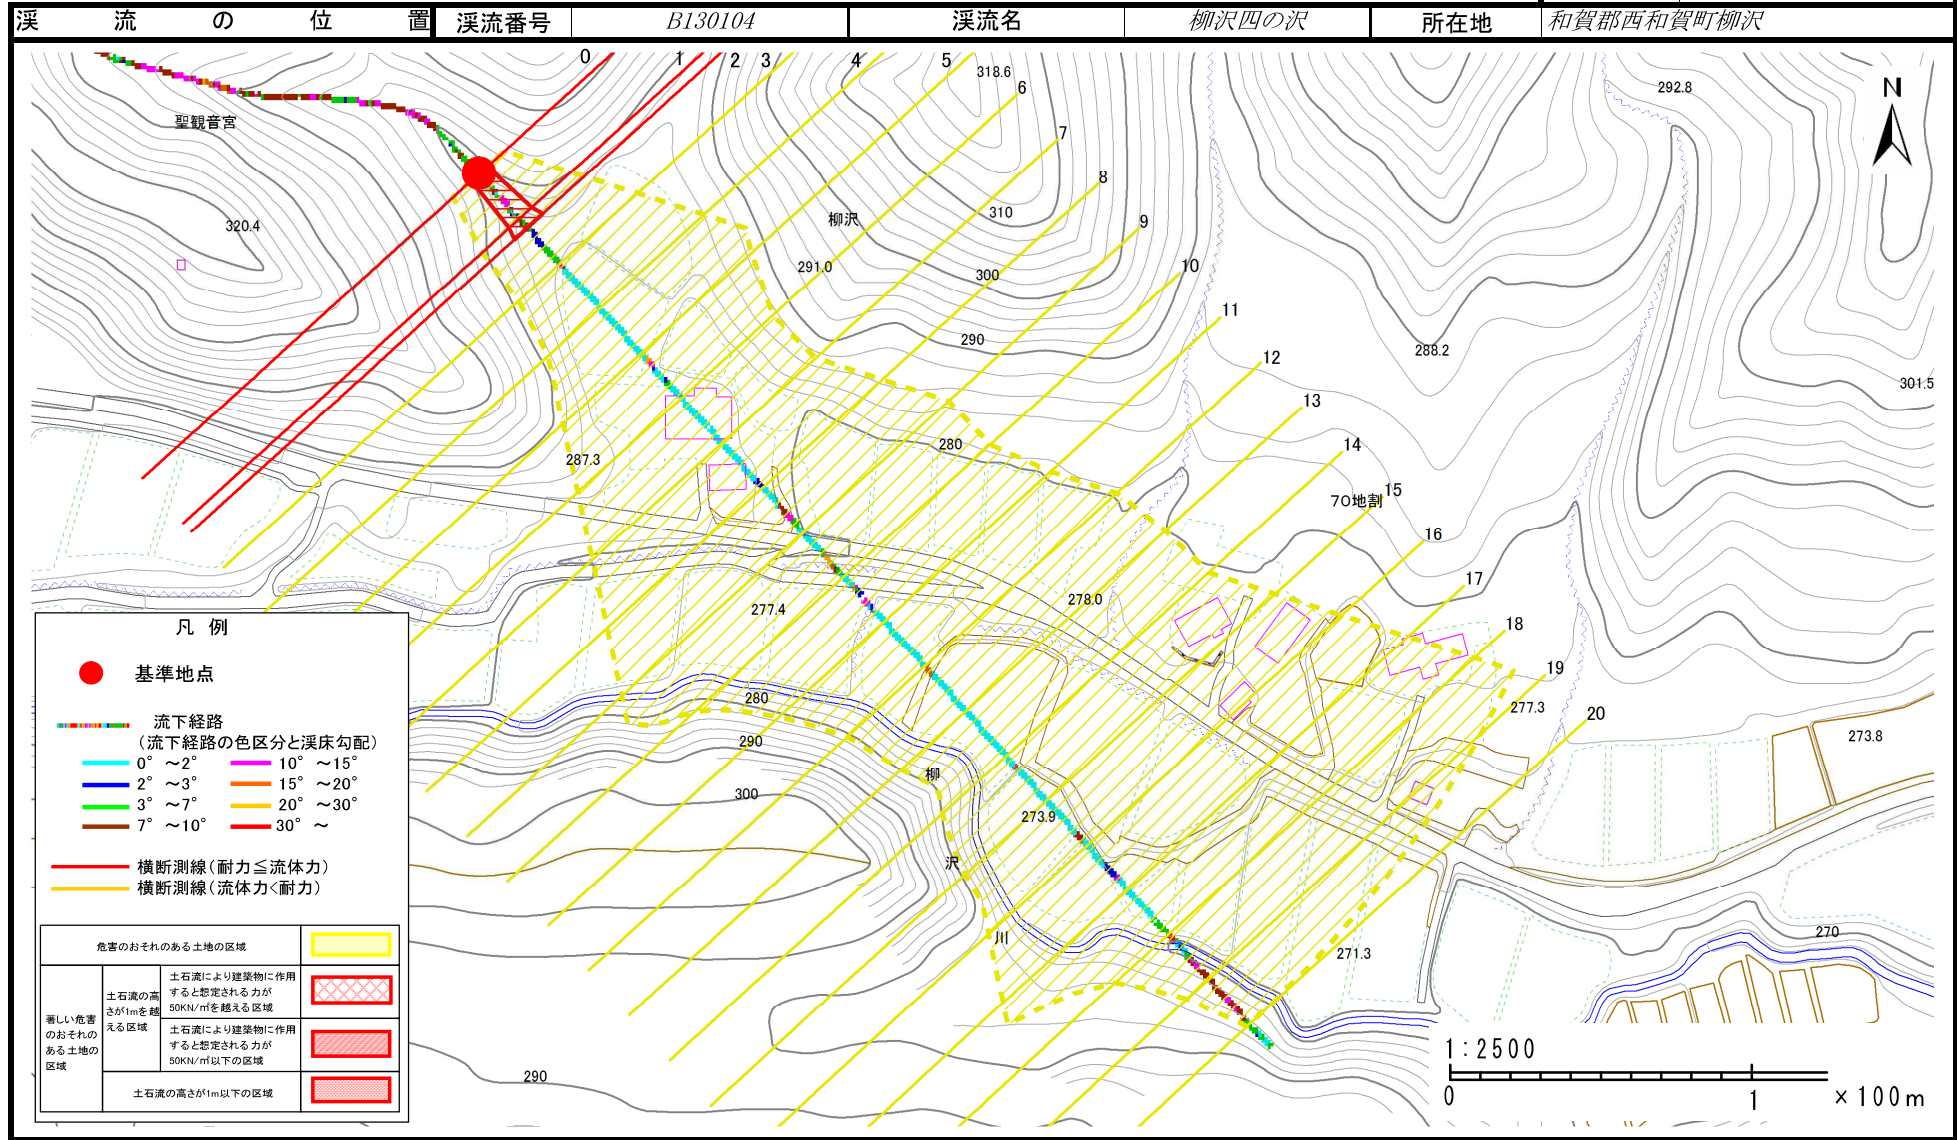 渓流の位置 渓流番号 B130104 渓流名 柳沢四の沢 所在地 和賀郡西和賀町柳沢
0 1 2 3 4 5
318.6
6
292.8
N
聖観音宮
7
8
310
柳沢
9
320.4
291.0
300
10
11
290
288.2
12
301.5
13
280
14
287.3
70地割
15
16
17
277.4
278.0
18
19
280
277.3
20
290
273.8
柳
300
273.9
沢
川
270
271.3
290
凡 例
基準地点
流下経路
(流下経路の色区分と渓床勾配)
0° ~2° 10° ~15°
2° ~3° 15° ~20°
3° ~7° 20° ~30°
7° ~10° 30° ~
横断測線(耐力≦流体力)
横断測線(流体力<耐力)
危害のおそれのある土地の区域
著しい危害
のおそれの
ある土地の
区域
土石流の高
さが1mを越
える区域
土石流により建築物に作用
すると想定される力が
50KN/㎡を越える区域
土石流により建築物に作用
すると想定される力が
50KN/㎡以下の区域
土石流の高さが1m以下の区域
1:2500
0 1 ×100m